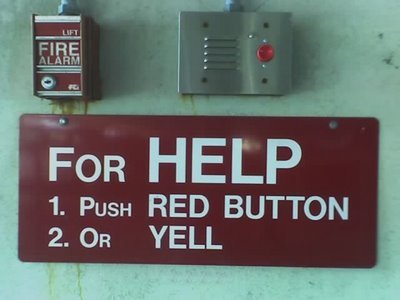 LIFT
FIRE
ALARM
FOR HELP
1. PUSH RED BUTTON
2. OR YELL